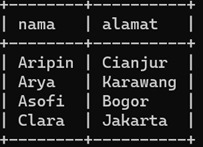 nama alamat
Aripin Cianjur
Arya Karawang
Asofi Bogor
Clara Jakarta